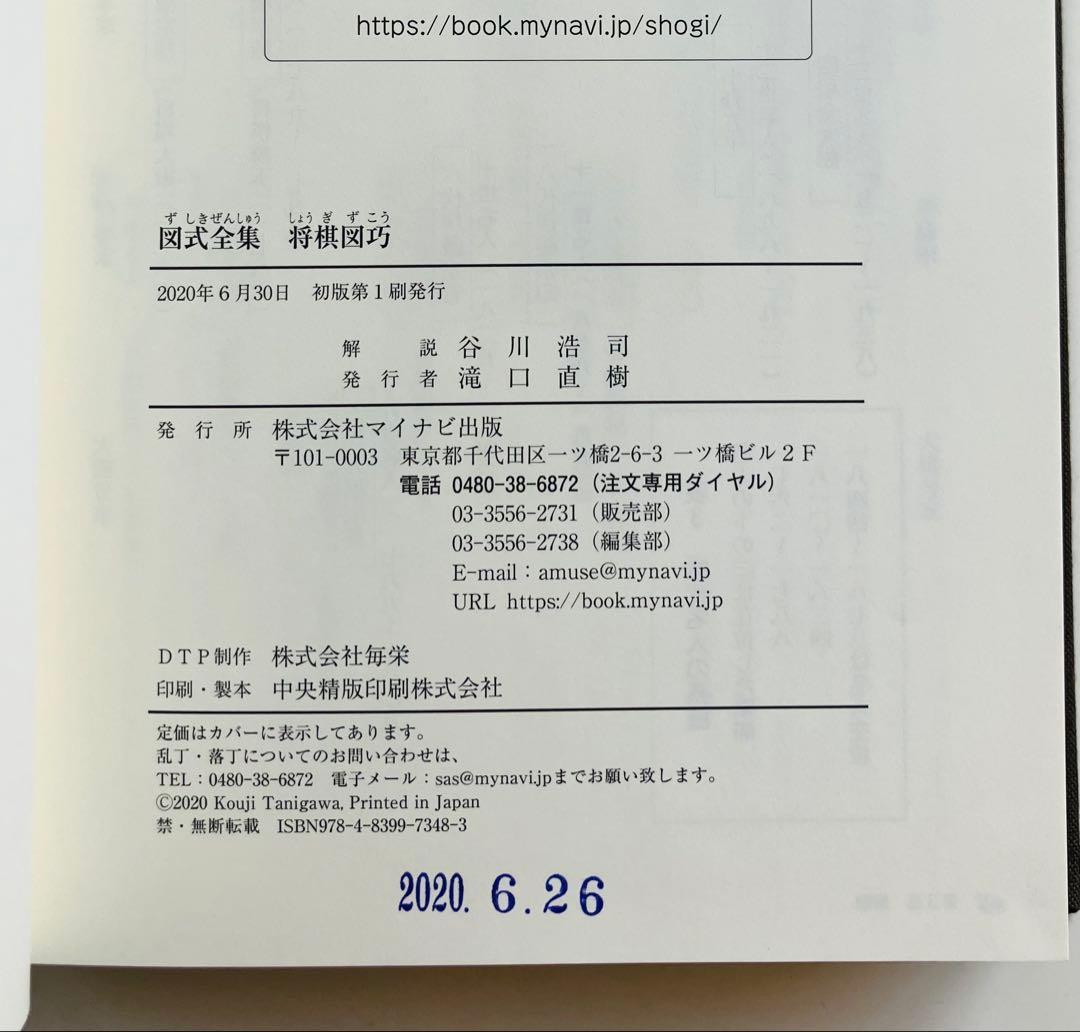 https://book.mynavi.jp/shogi/
ず しきぜんしゅう しょう ぎ ず こう
図式全集 将棋図巧
2020年6月30日 初版第1刷発行
解説 谷川浩司
発行者 滝口直樹
発行所 株式会社マイナビ出版
〒101-0003 東京都千代田区一ツ橋2-6-3 一ツ橋ビル2F
電話 0480-38-6872(注文専用ダイヤル)
03-3556-2731(販売部)
03-3556-2738(編集部)
E-mail:amuse@mynavi.jp
URL https://book.mynavi.jp
DTP制作 株式会社毎栄
印刷・製本 中央精版印刷株式会社
定価はカバーに表示してあります。
乱丁・落丁についてのお問い合わせは、
TEL:0480-38-6872 電子メール:sas@mynavi.jpまでお願い致します。
©2020 Kouji Tanigawa, Printed in Japan
禁・無断転載 ISBN978-4-8399-7348-3
2020. 6.26